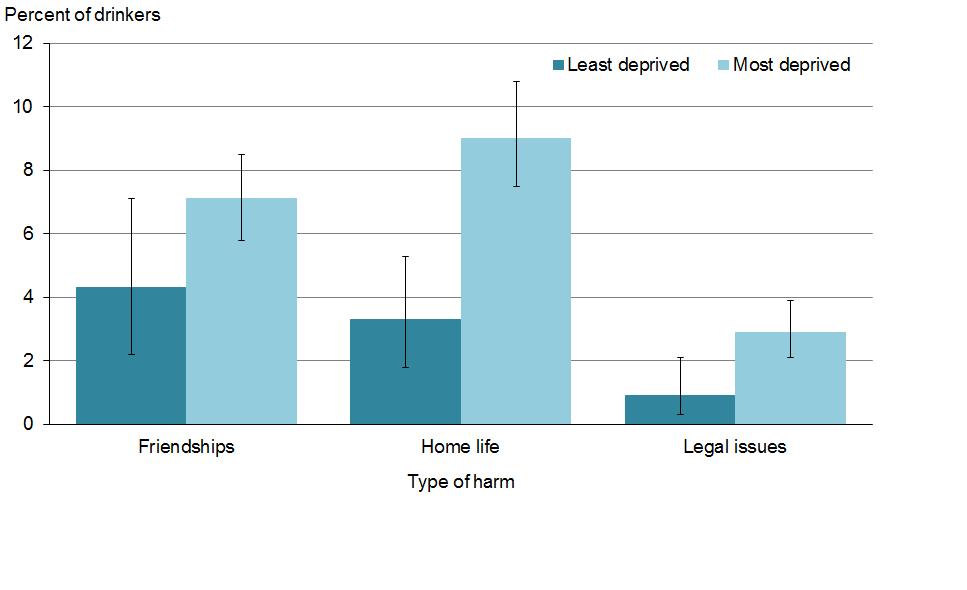 Percent of drinkers
12
Least deprived
Most deprived
10
8
6
4
2
0
Friendships
Home life
Legal issues
Type of harm